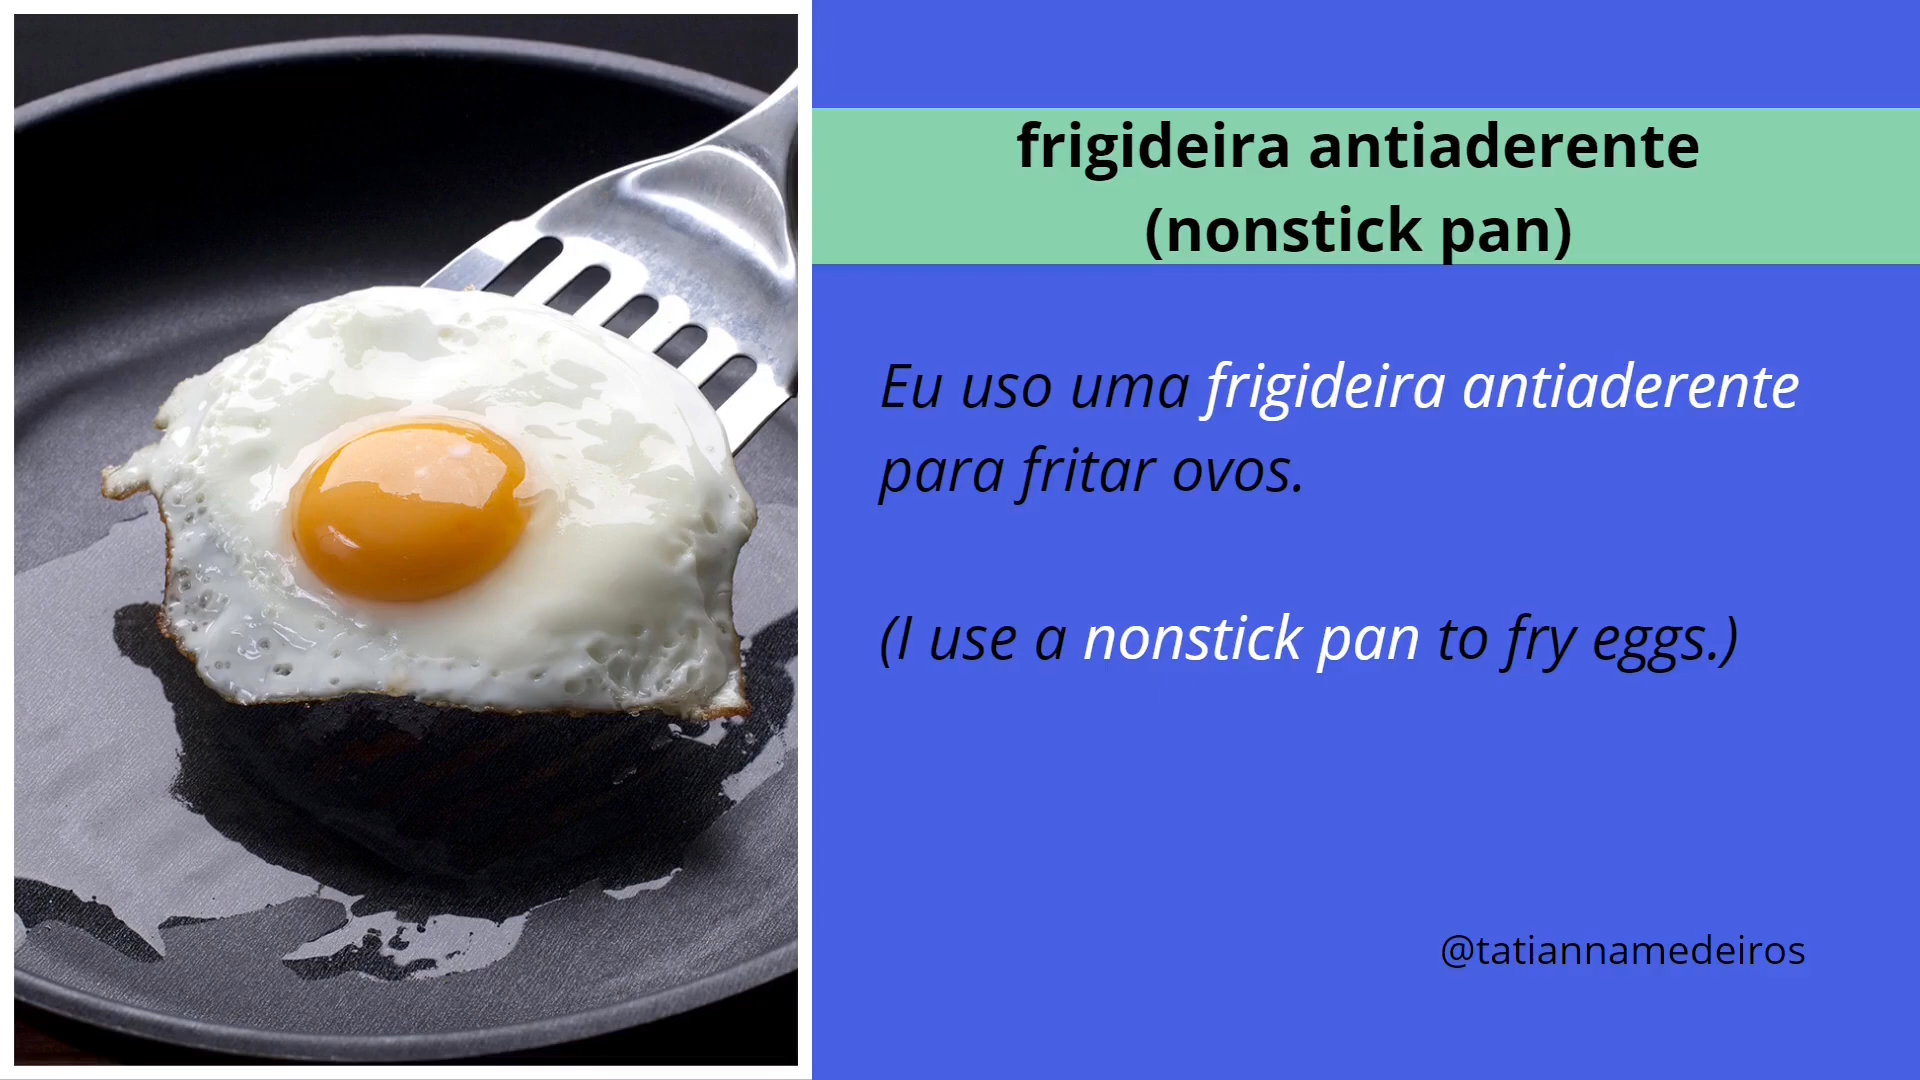 frigideira antiaderente
(nonstick pan)
Eu uso uma frigideira antiaderente
para fritar ovos.
(I use a nonstick pan to fry eggs.)
@tatiannamedeiros